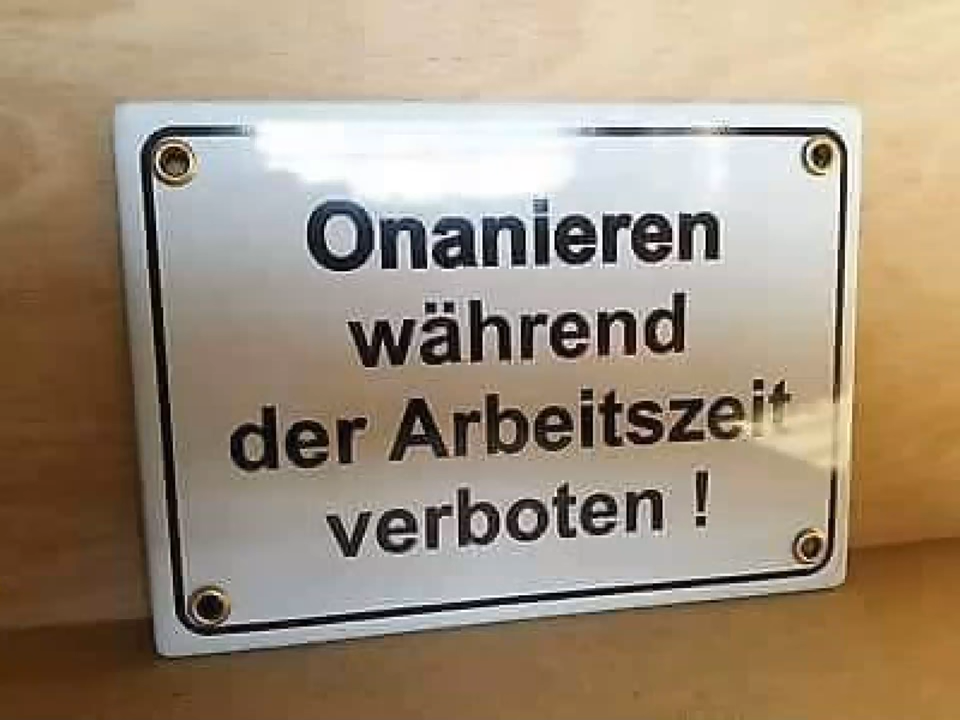 Onanieren
während
der Arbeitszeit
verboten !